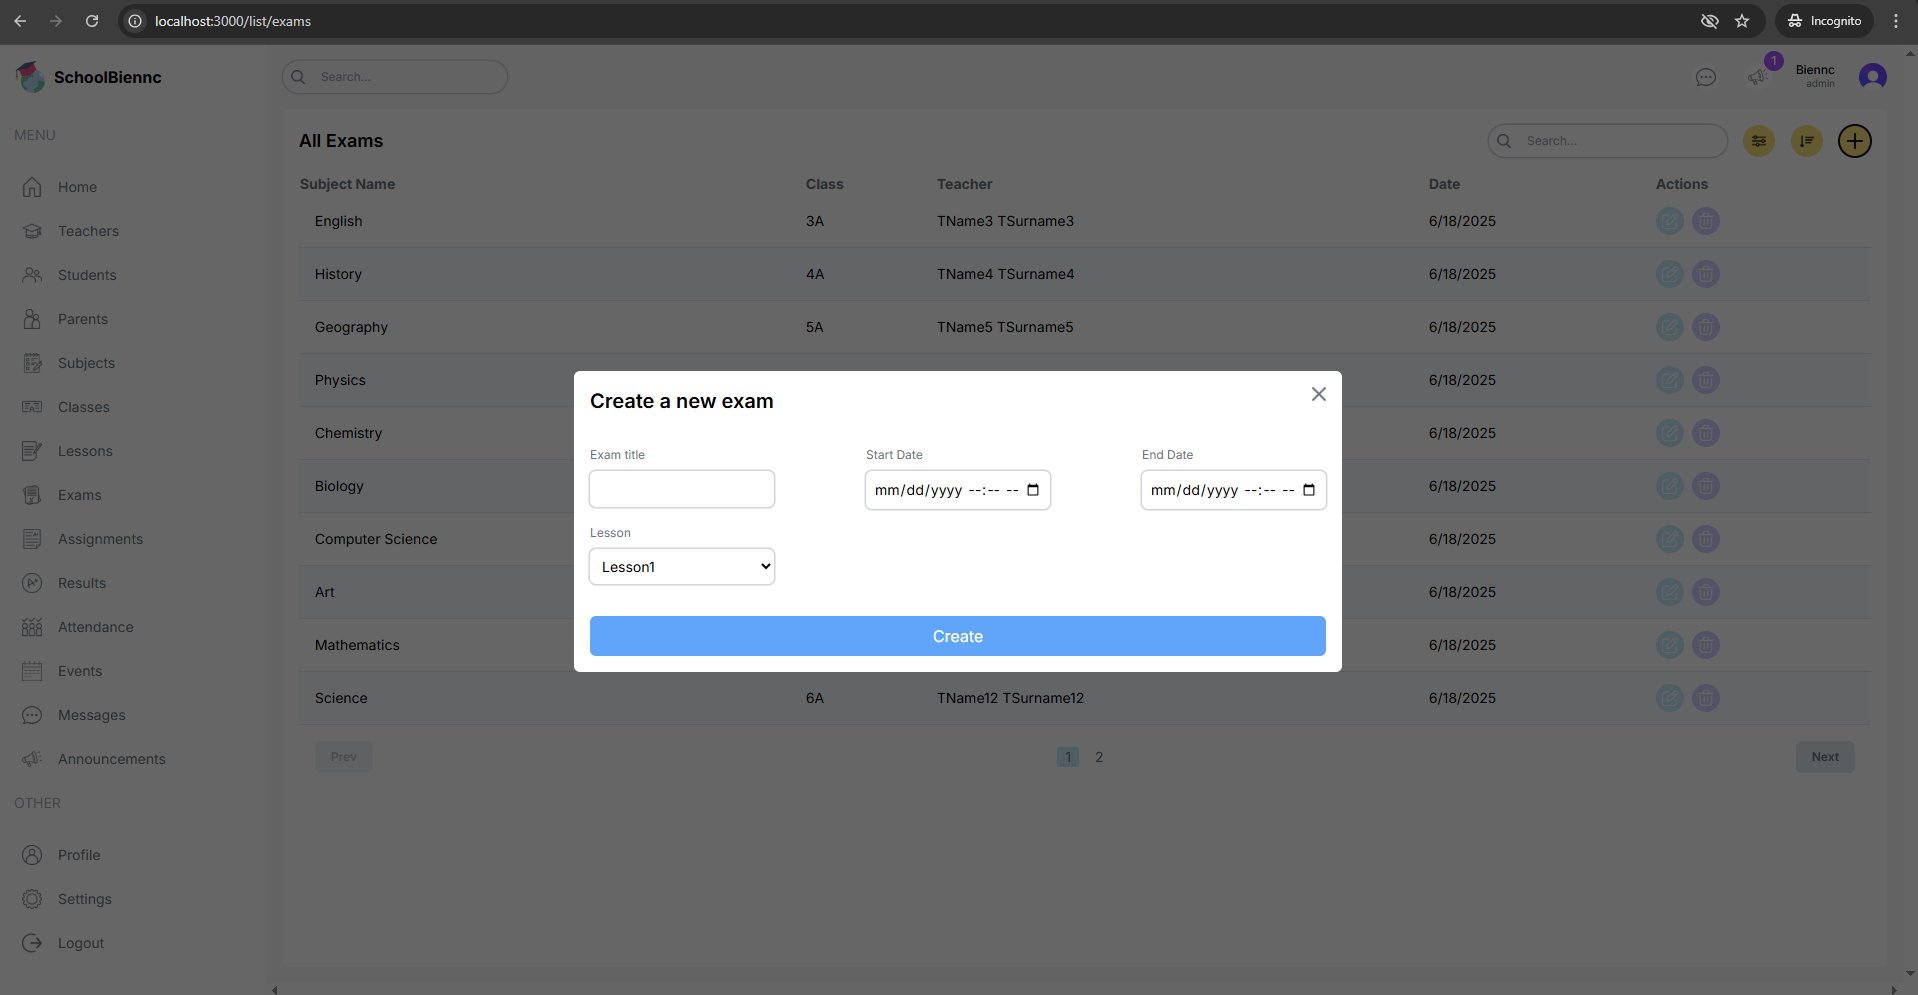 localhost:3000/list/exams
Incognito
SchoolBiennc
Search...
1
Biennc
admin
MENU
Home
Teachers
Students
Parents
Subjects
Classes
Lessons
Exams
Assignments
Results
Attendance
Events
Messages
Announcements
OTHER
Profile
Settings
Logout
All Exams
Search...
Subject Name Class Teacher Date Actions
English 3A TName3 TSurname3 6/18/2025
History 4A TName4 TSurname4 6/18/2025
Geography 5A TName5 TSurname5 6/18/2025
Physics 6/18/2025
Chemistry 6/18/2025
Biology 6/18/2025
Computer Science 6/18/2025
Art 6/18/2025
Mathematics 6/18/2025
Science 6A TName12 TSurname12 6/18/2025
Prev 1 2 Next
Create a new exam
Exam title Start Date End Date
mm/dd/yyyy --:-- -- mm/dd/yyyy --:-- --
Lesson
Lesson1
Create